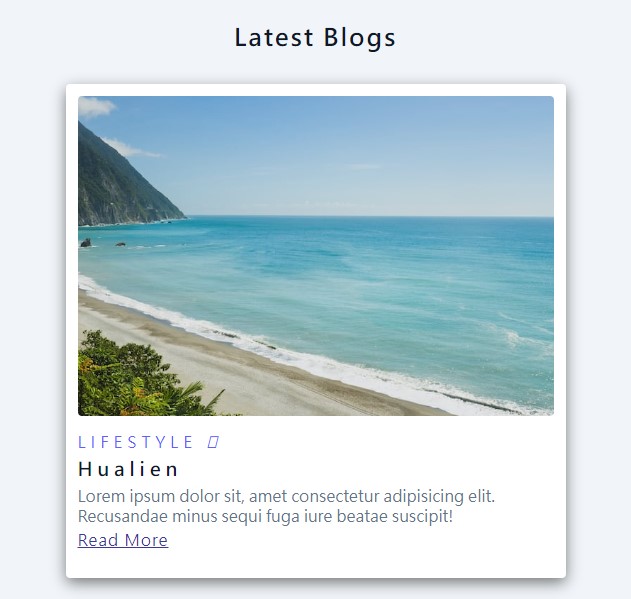 Latest Blogs
LIFESTYLE
Hualien
Lorem ipsum dolor sit, amet consectetur adipisicing elit.
Recusandae minus sequi fuga iure beatae suscipit!
Read More